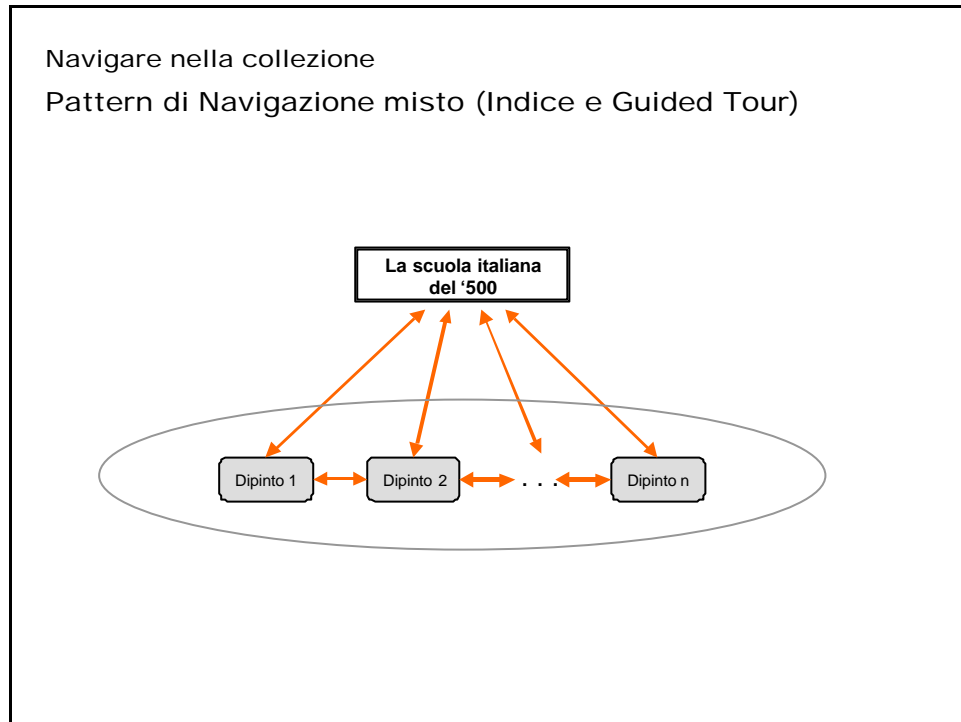 Navigare nella collezione
Pattern di Navigazione misto (Indice e Guided Tour)
La scuola italiana
del ‘500
Dipinto 1
Dipinto 2
. . .
Dipinto n